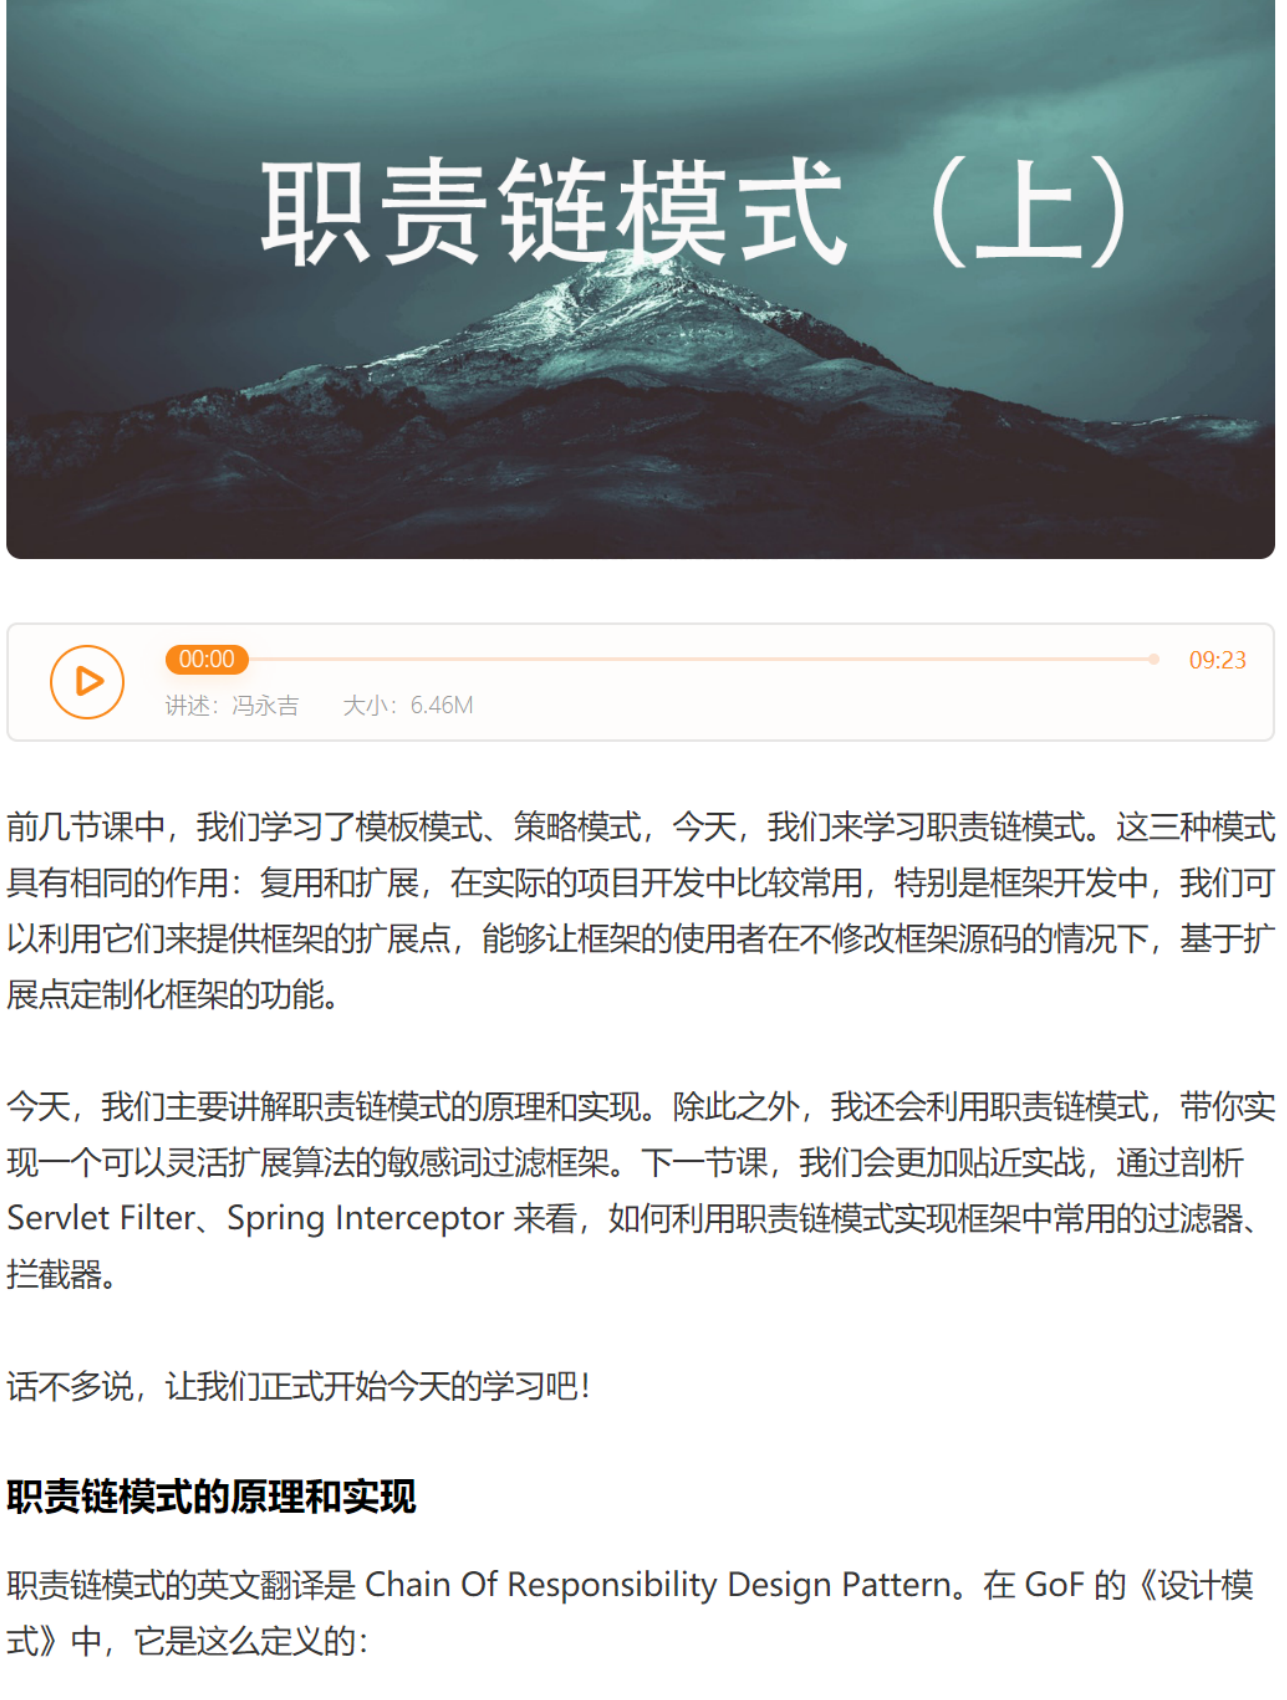 职责链模式（上）
00:00
09:23
讲述：冯永吉 大小：6.46M
前几节课中，我们学习了模板模式、策略模式，今天，我们来学习职责链模式。这三种模式
具有相同的作用：复用和扩展，在实际的项目开发中比较常用，特别是框架开发中，我们可
以利用它们来提供框架的扩展点，能够让框架的使用者在不修改框架源码的情况下，基于扩
展点定制化框架的功能。
今天，我们主要讲解职责链模式的原理和实现。除此之外，我还会利用职责链模式，带你实
现一个可以灵活扩展算法的敏感词过滤框架。下一节课，我们会更加贴近实战，通过剖析
Servlet Filter、Spring Interceptor 来看，如何利用职责链模式实现框架中常用的过滤器、
拦截器。
话不多说，让我们正式开始今天的学习吧！
职责链模式的原理和实现
职责链模式的英文翻译是 Chain Of Responsibility Design Pattern。在 GoF 的《设计模
式》中，它是这么定义的：